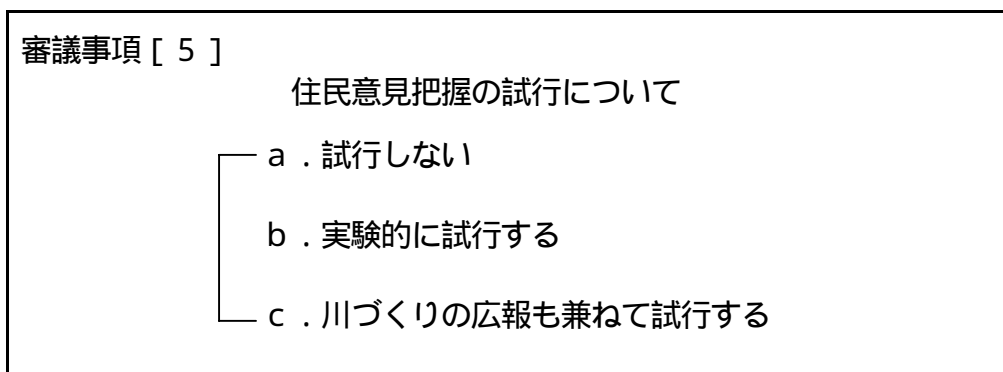 審議事項［５］
住民意見把握の試行について
ａ．試行しない
ｂ．実験的に試行する
ｃ．川づくりの広報も兼ねて試行する